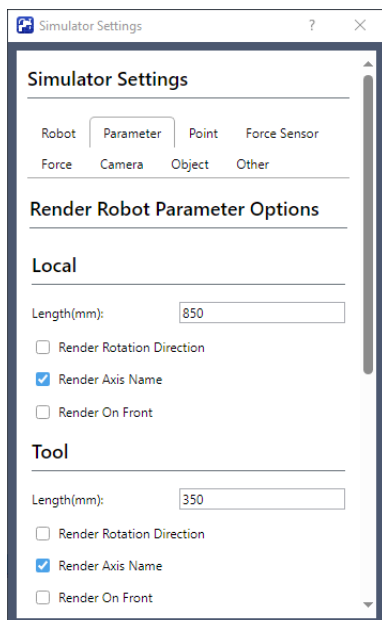 Simulator Settings
Simulator Settings
Robot Parameter Point Force Sensor
Force Camera Object Other
Render Robot Parameter Options
Local
Length(mm): 850
Render Rotation Direction
Render Axis Name
Render On Front
Tool
Length(mm): 350
Render Rotation Direction
Render Axis Name
Render On Front